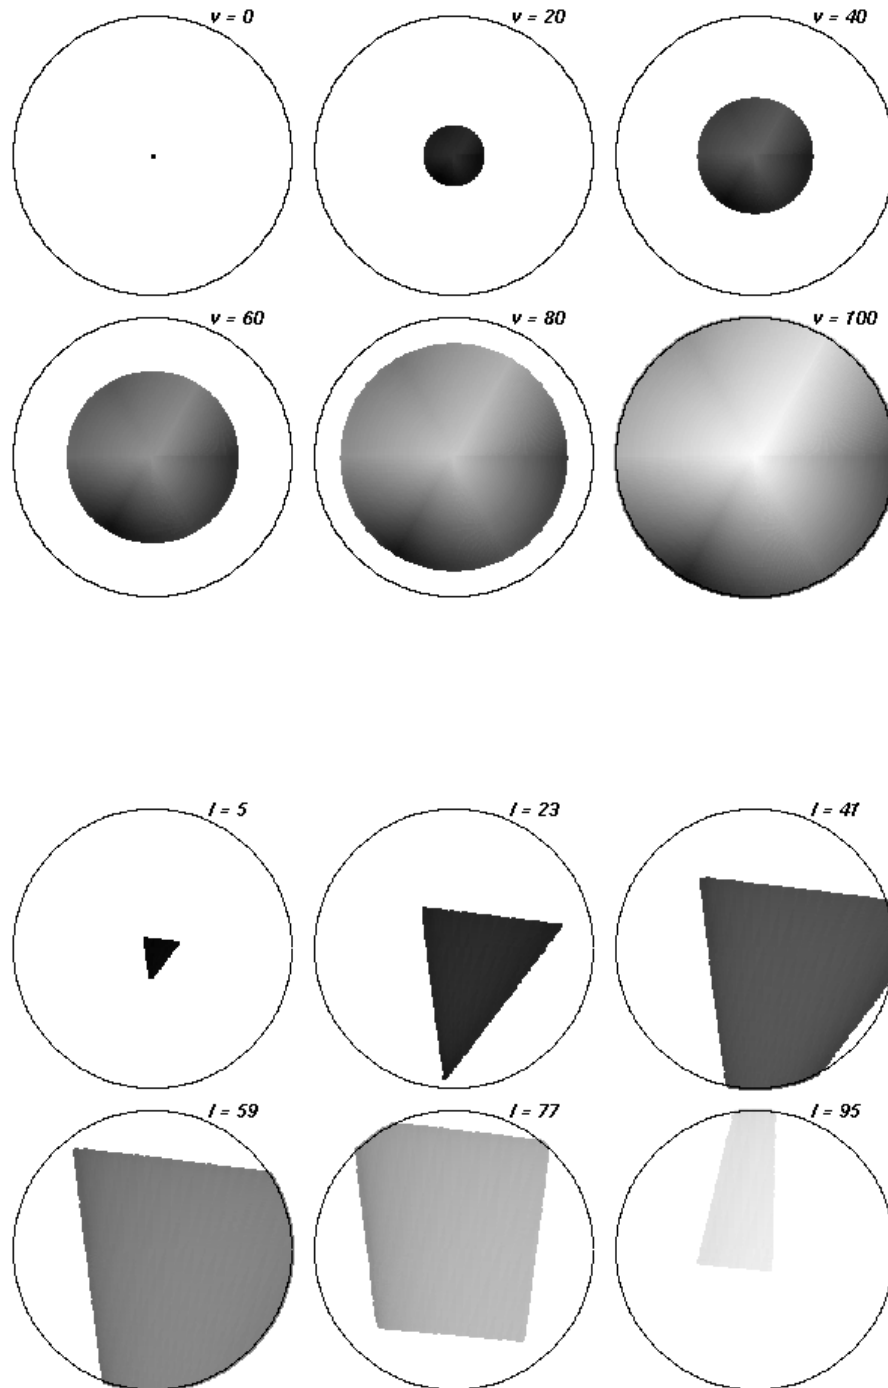 v = 0
v = 20
v = 40
v = 60
v = 80
v = 100
l = 5
l = 23
l = 41
l = 59
l = 77
l = 95